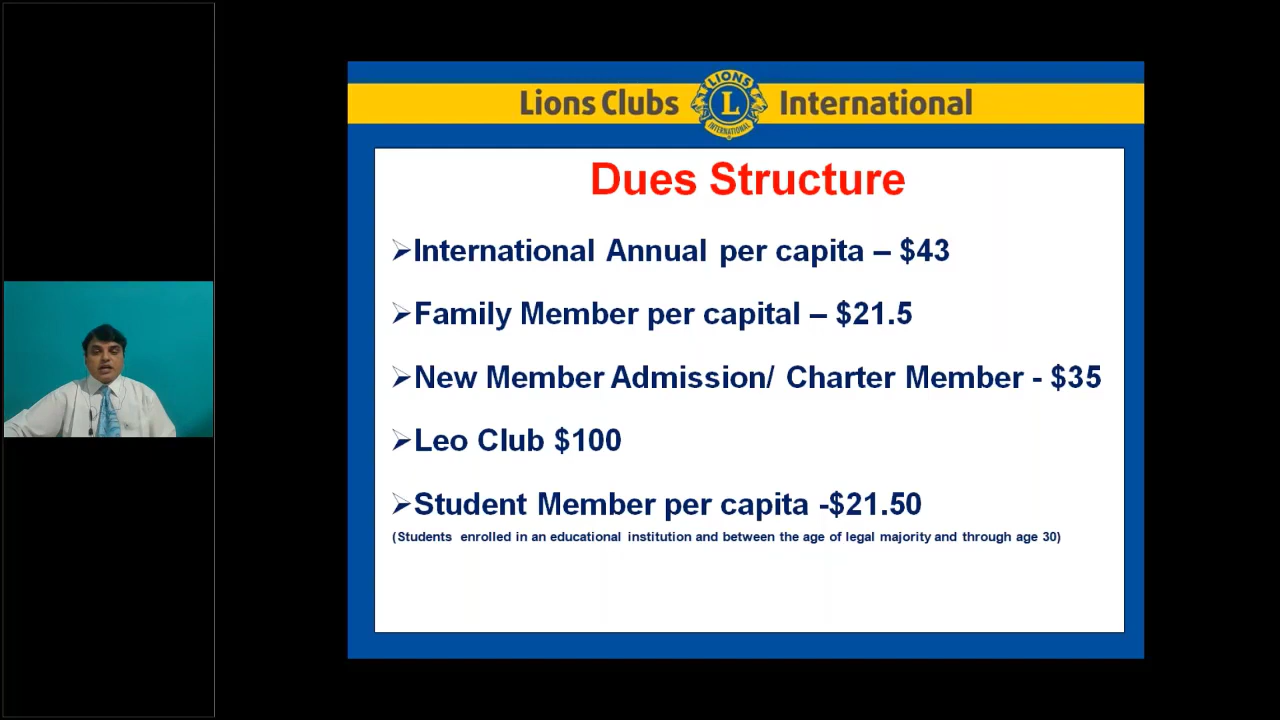 Lions Clubs International
LIONS
L
INTERNATIONAL
Dues Structure
➢International Annual per capita – $43
➢Family Member per capital – $21.5
➢New Member Admission/ Charter Member - $35
➢Leo Club $100
➢Student Member per capita -$21.50
(Students enrolled in an educational institution and between the age of legal majority and through age 30)